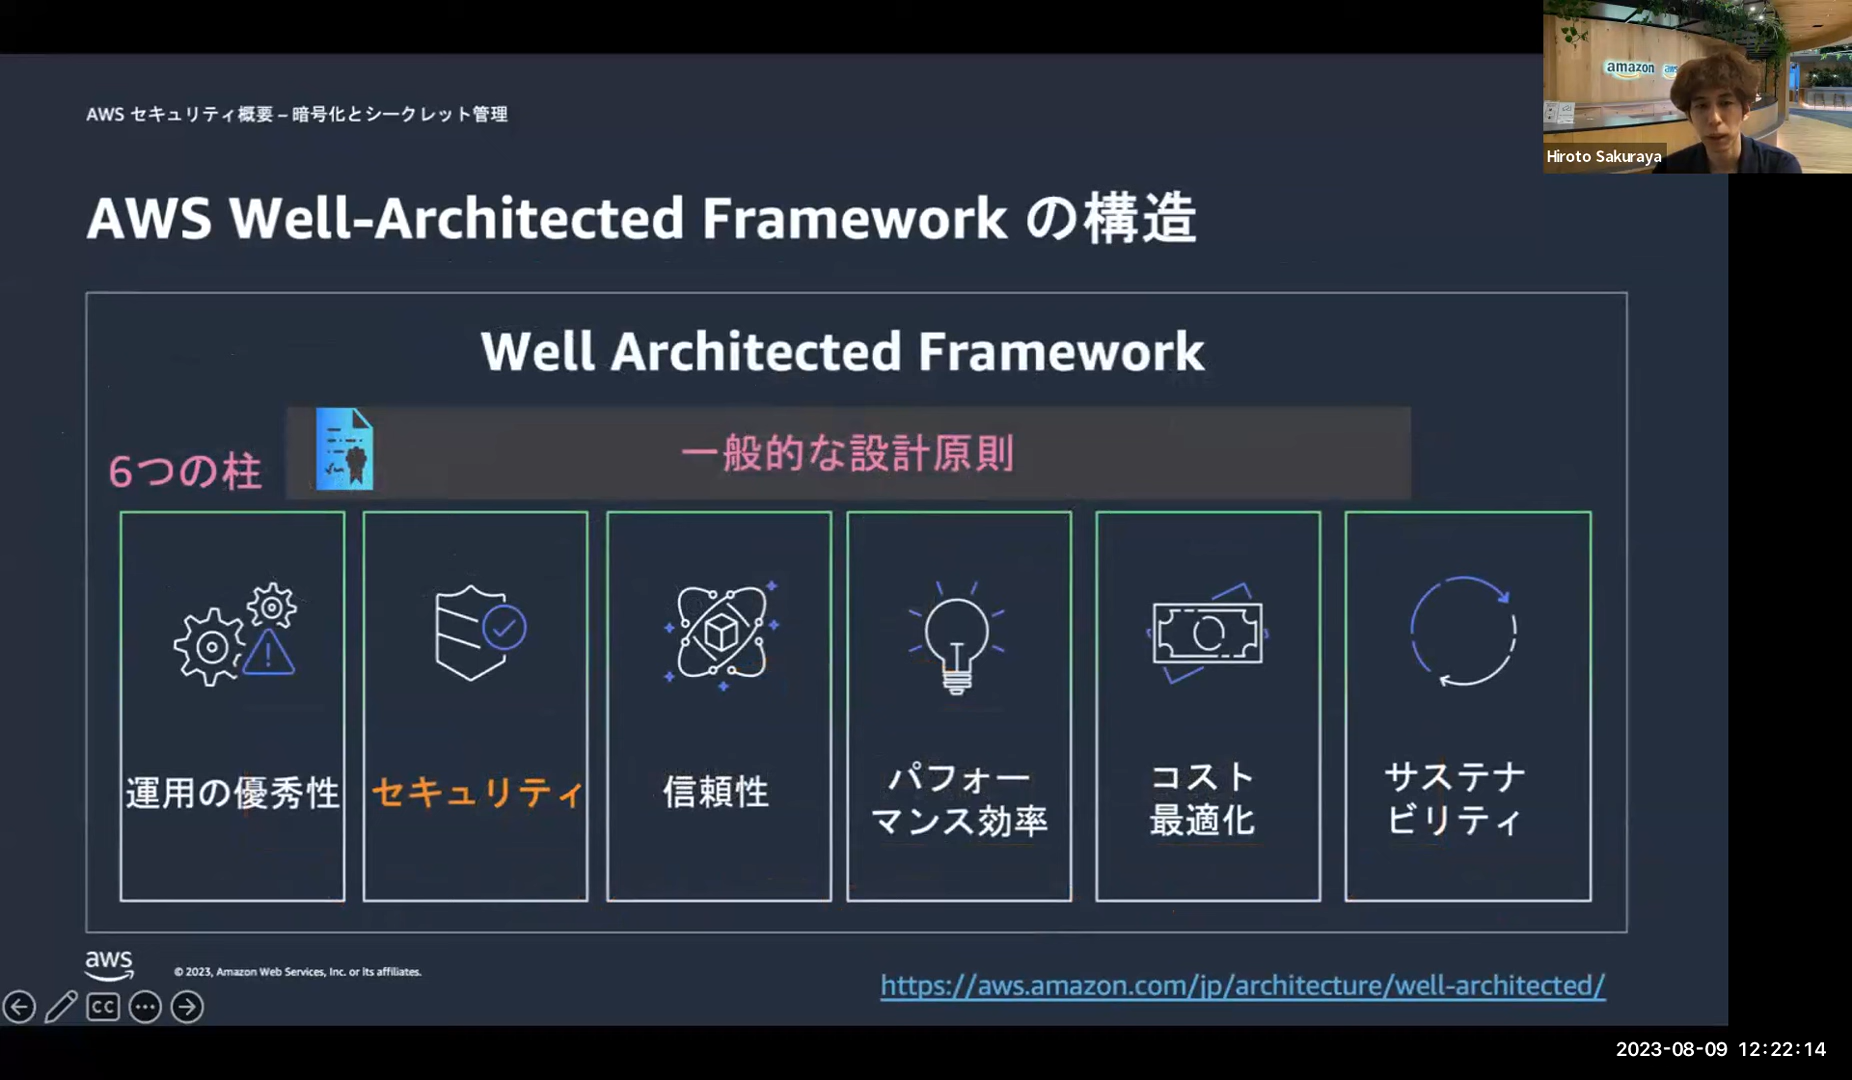 AWS セキュリティ概要 – 暗号化とシークレット管理
amazon
aws
Hiroto Sakuraya
AWS Well-Architected Framework の構造
Well Architected Framework
6つの柱
一般的な設計原則
運用の優秀性
セキュリティ
信頼性
パフォー
マンス効率
コスト
最適化
サステナ
ビリティ
aws
© 2023, Amazon Web Services, Inc. or its affiliates.
https://aws.amazon.com/jp/architecture/well-architected/
CC
2023-08-09 12:22:14